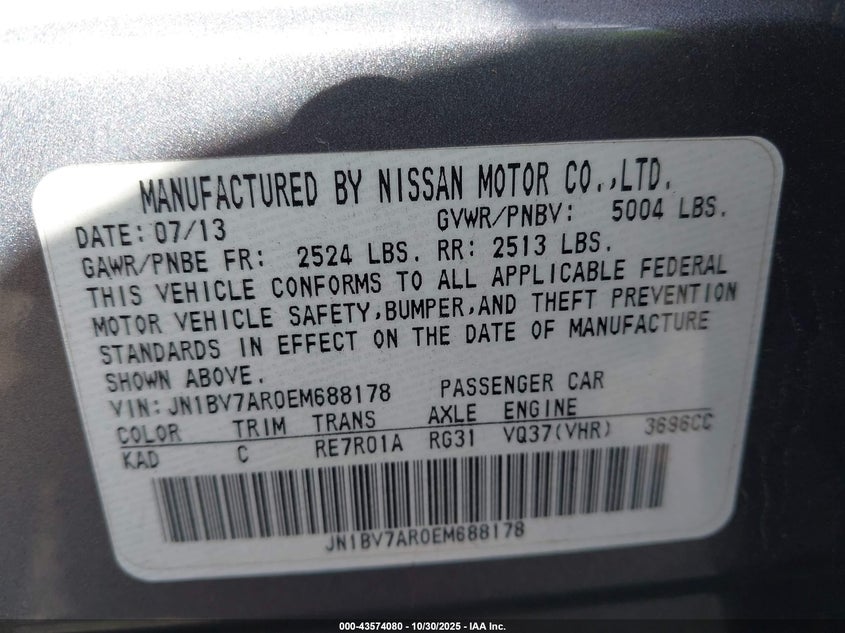 MANUFACTURED BY NISSAN MOTOR CO.,LTD.
DATE: 07/13 GVWR/PNBV: 5004 LBS.
GAWR/PNBE FR: 2524 LBS. RR: 2513 LBS.
THIS VEHICLE CONFORMS TO ALL APPLICABLE FEDERAL
MOTOR VEHICLE SAFETY,BUMPER,AND THEFT PREVENTION
STANDARDS IN EFFECT ON THE DATE OF MANUFACTURE
SHOWN ABOVE.
VIN: JN1BV7AR0EM688178 PASSENGER CAR
COLOR TRIM TRANS AXLE ENGINE
KAD C RE7R01A RG31 VQ37(VHR) 3696CC
JN1BV7AR0EM688178
000-43574080 - 10/30/2025 - IAA Inc.